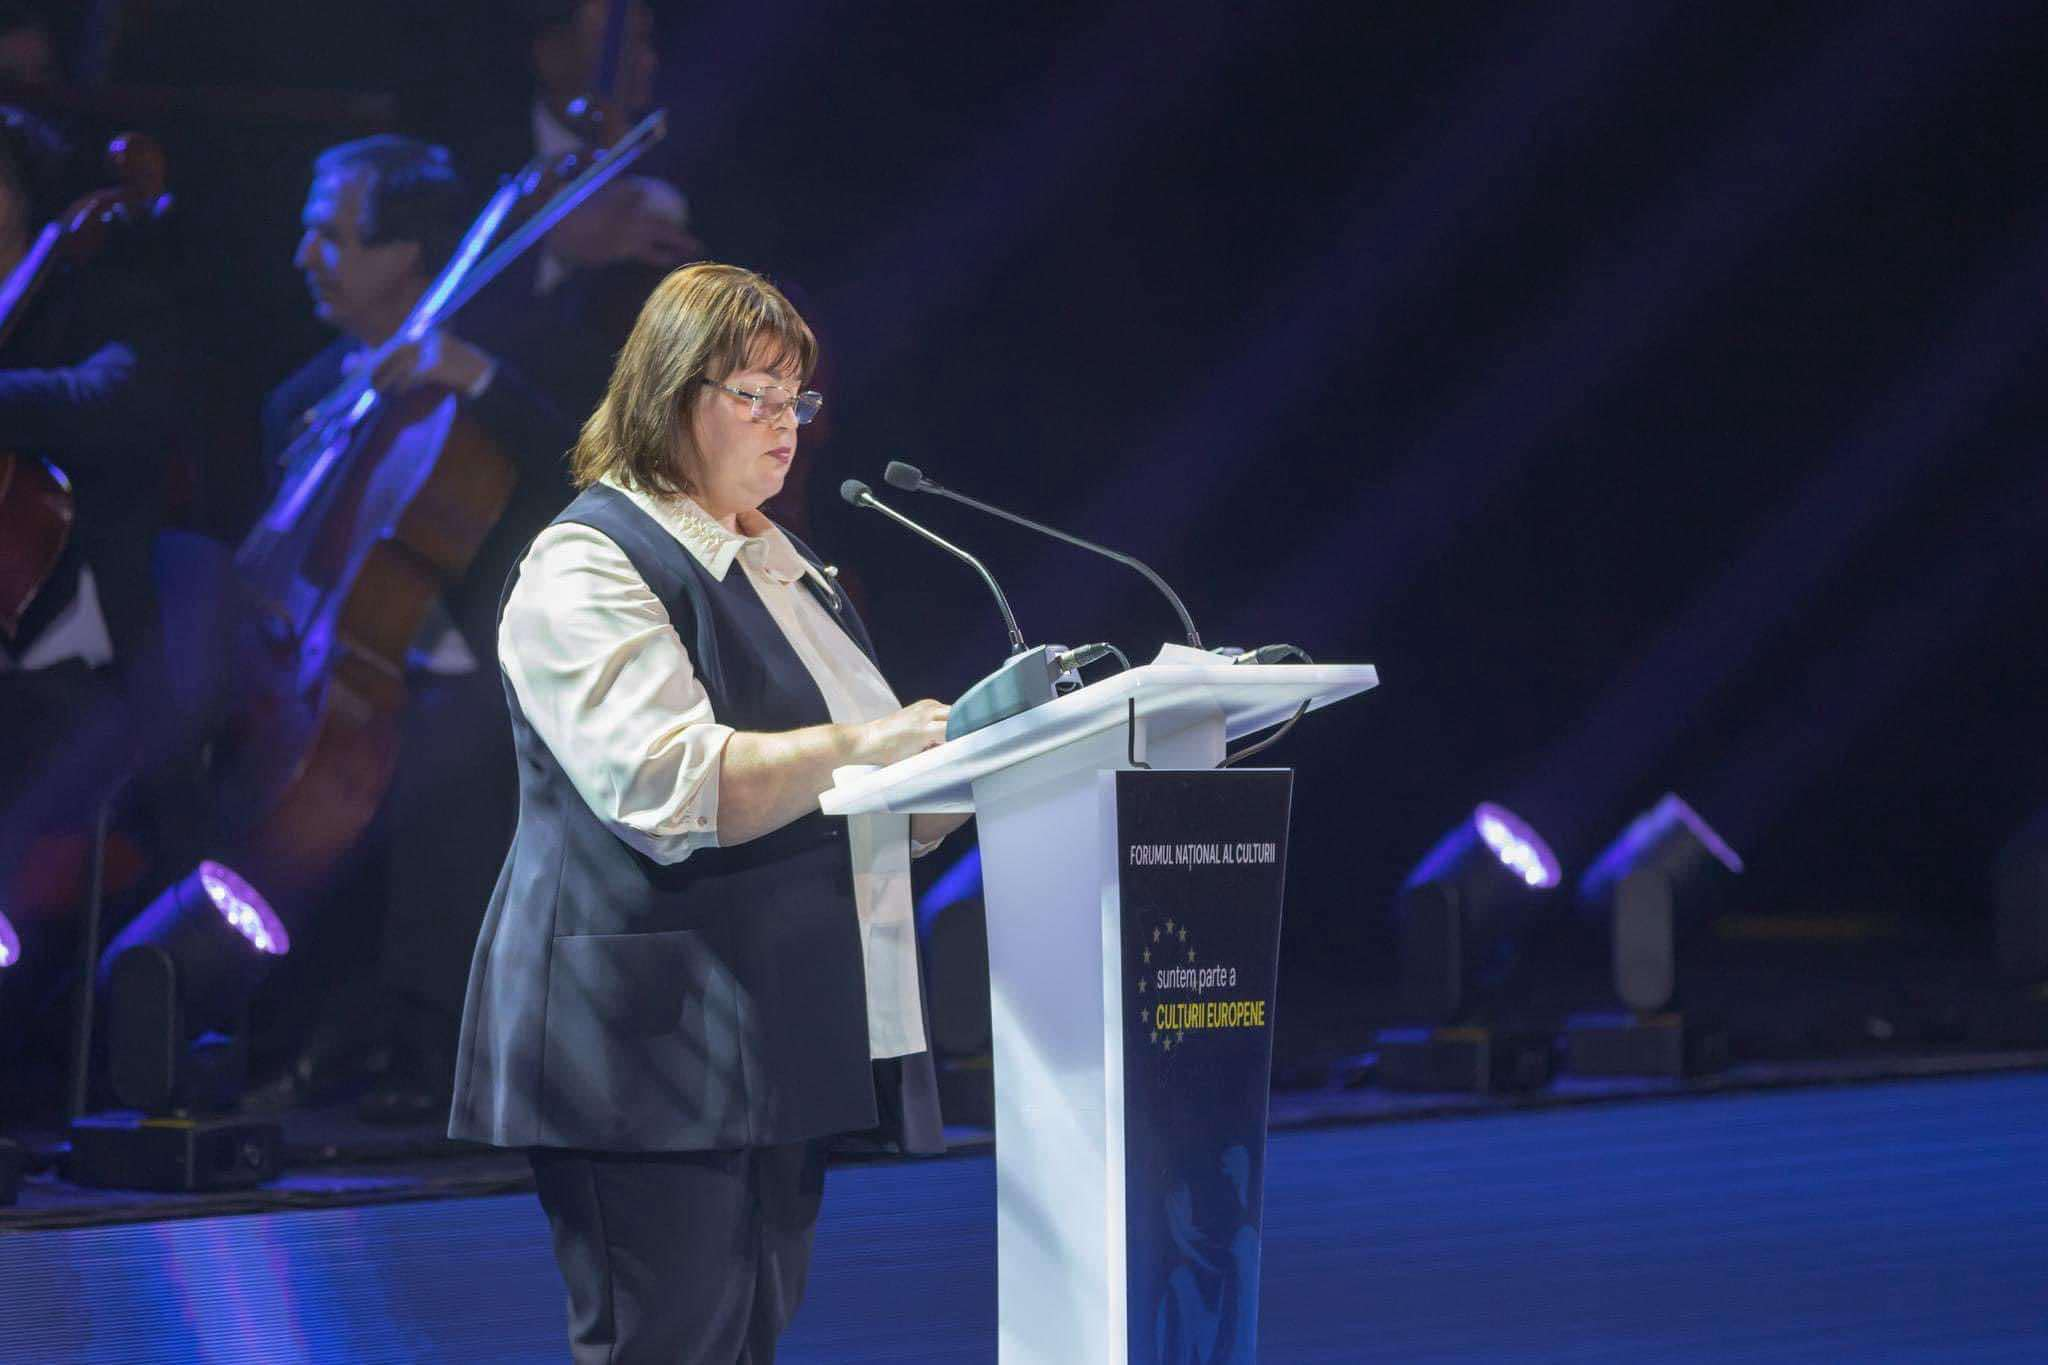 FORUMUL NAȚIONAL AL CULTURII
suntem parte a
CULTURII EUROPENE